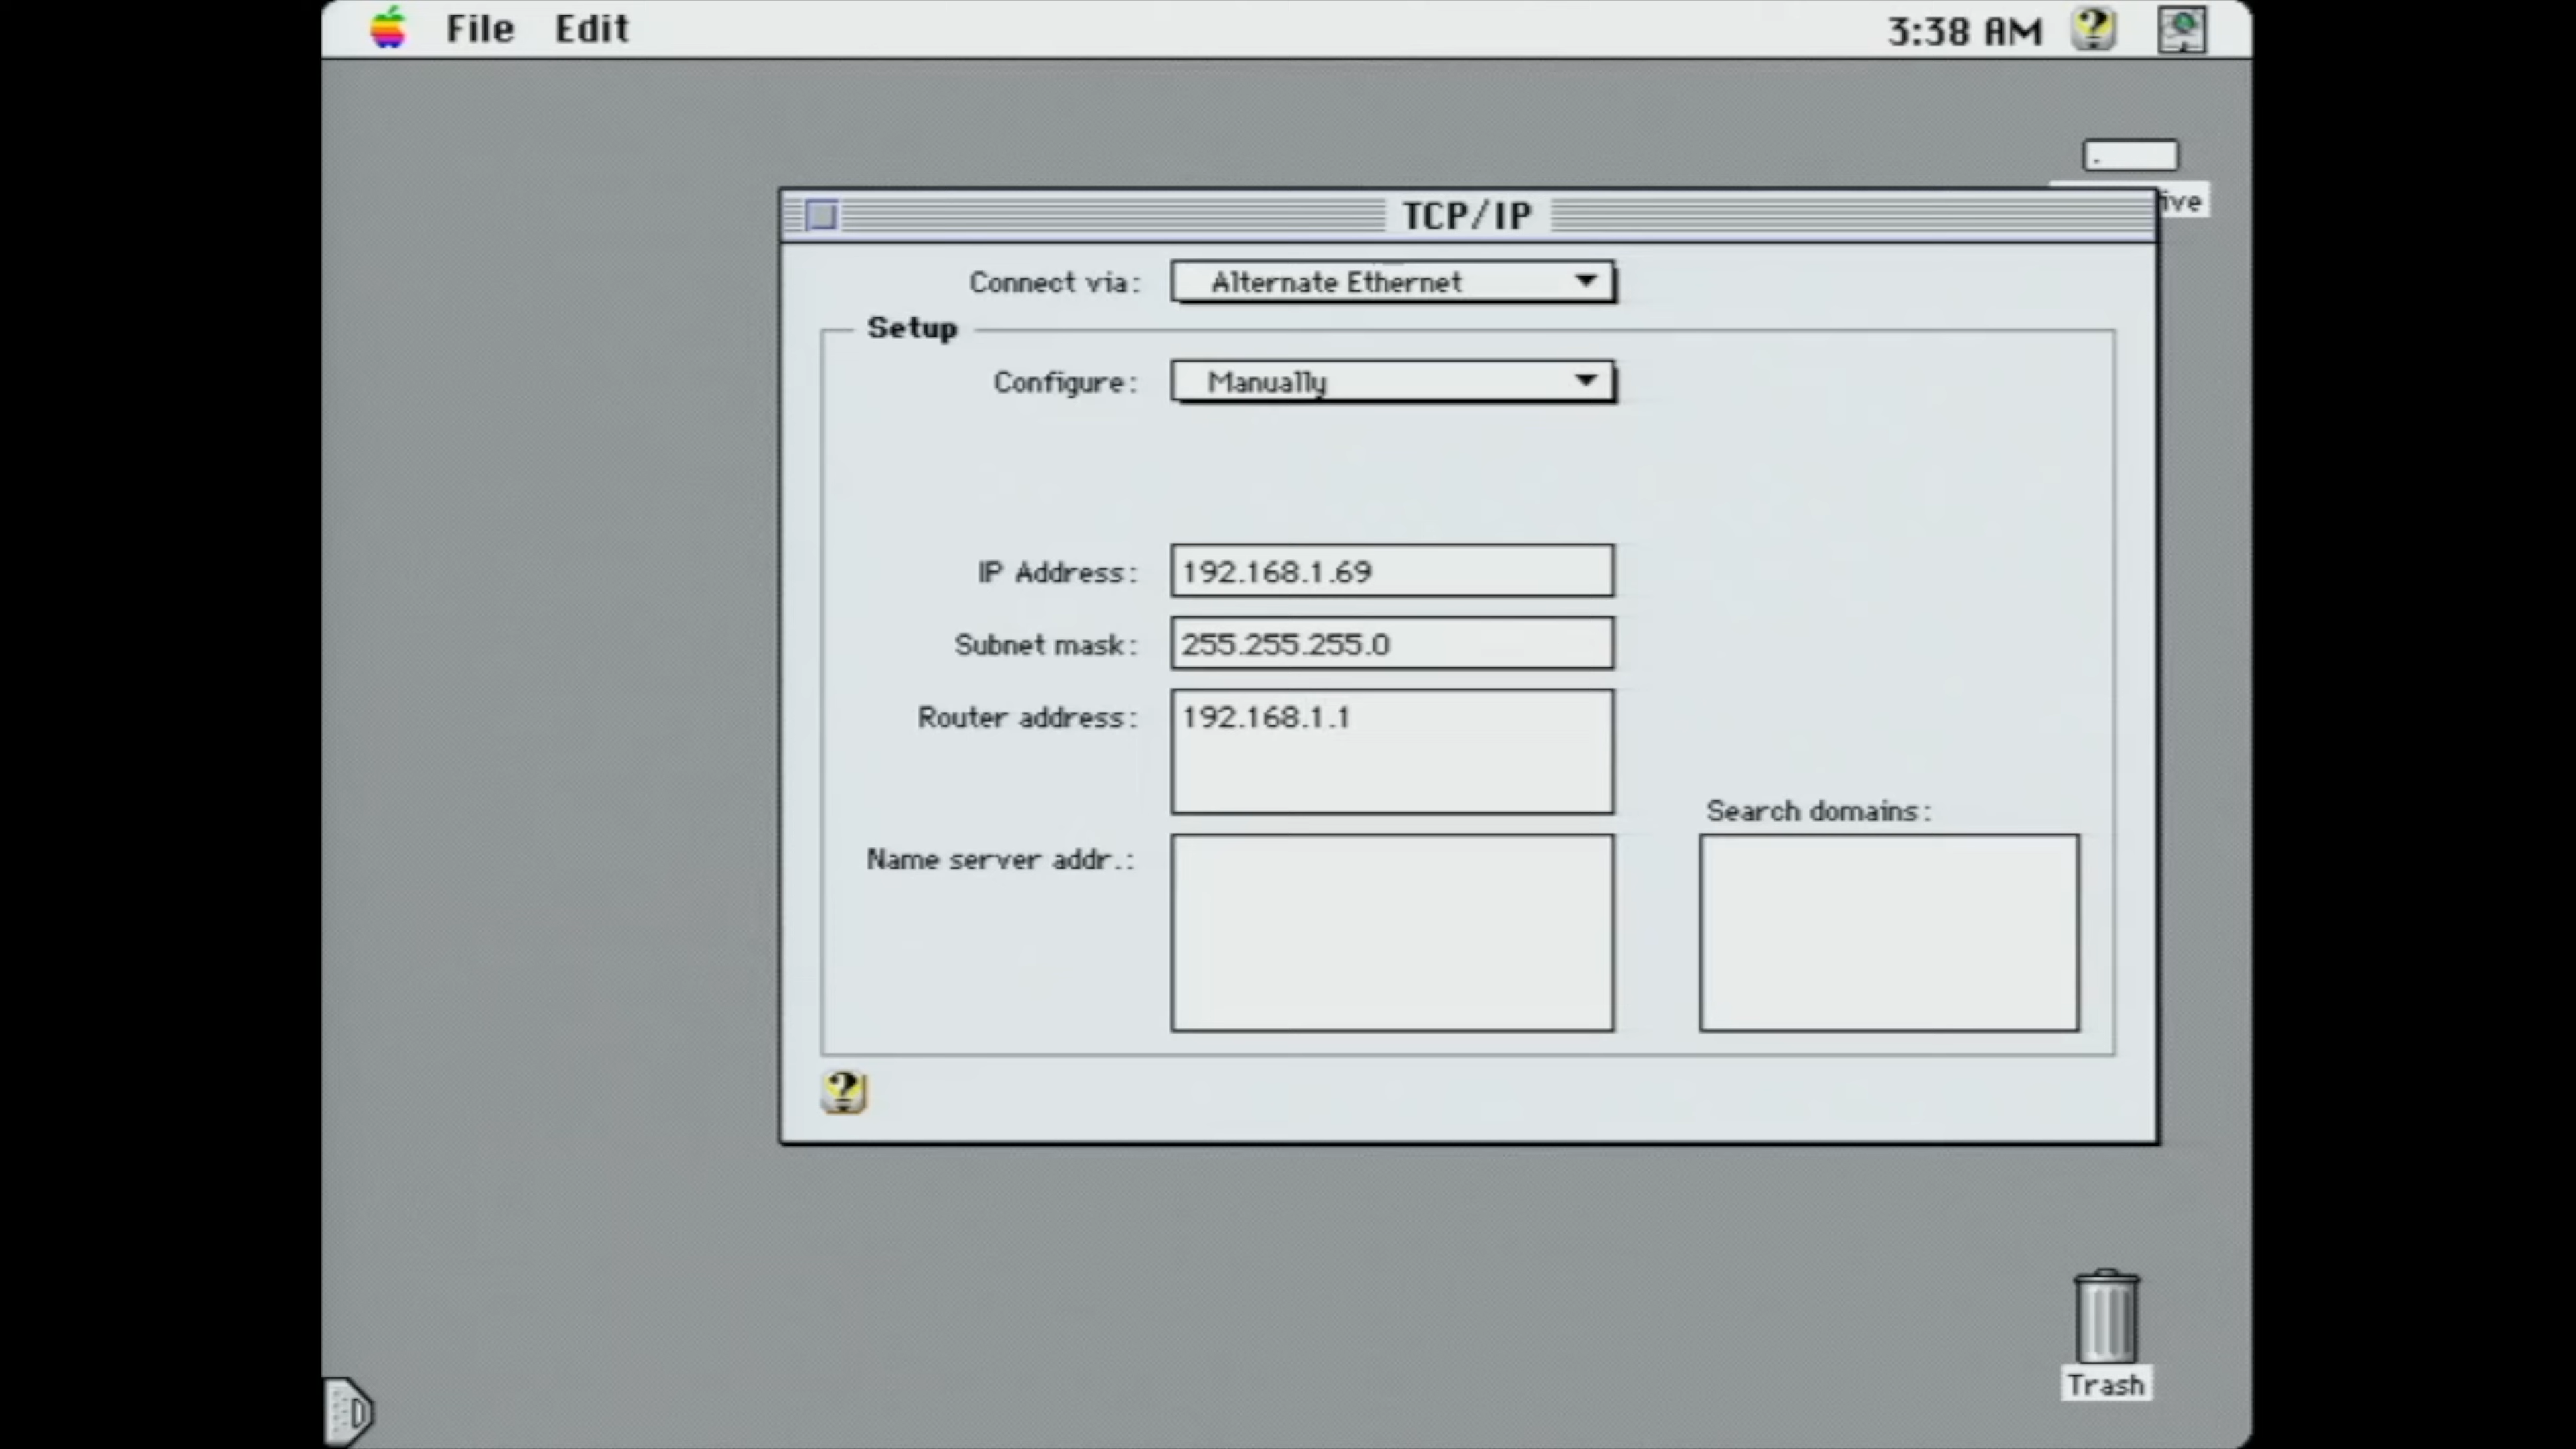 File Edit 3:38 AM
ive
TCP/IP
Connect via: Alternate Ethernet
Setup
Configure: Manually
IP Address: 192.168.1.69
Subnet mask: 255.255.255.0
Router address: 192.168.1.1
Search domains:
Name server addr.:
Trash